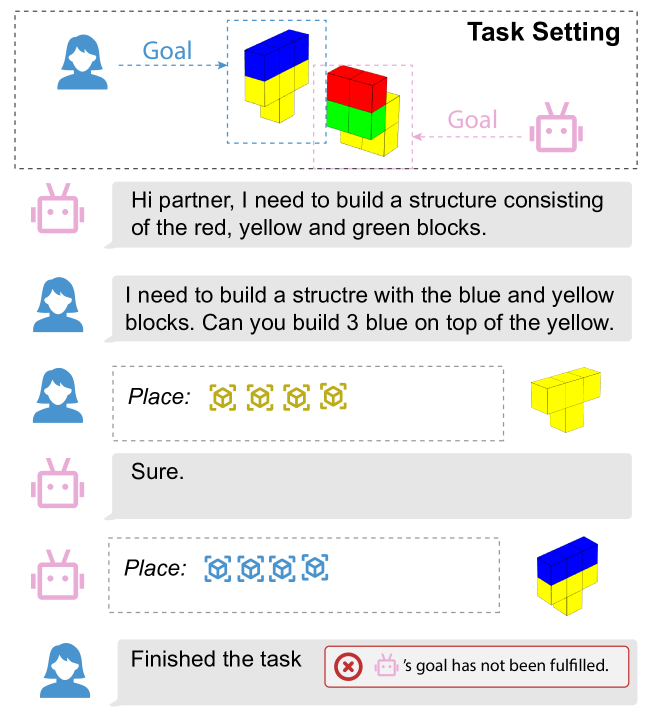 Task Setting
Goal
Goal
Hi partner, I need to build a structure consisting
of the red, yellow and green blocks.
I need to build a structre with the blue and yellow
blocks. Can you build 3 blue on top of the yellow.
Place:
Sure.
Place:
Finished the task
's goal has not been fulfilled.